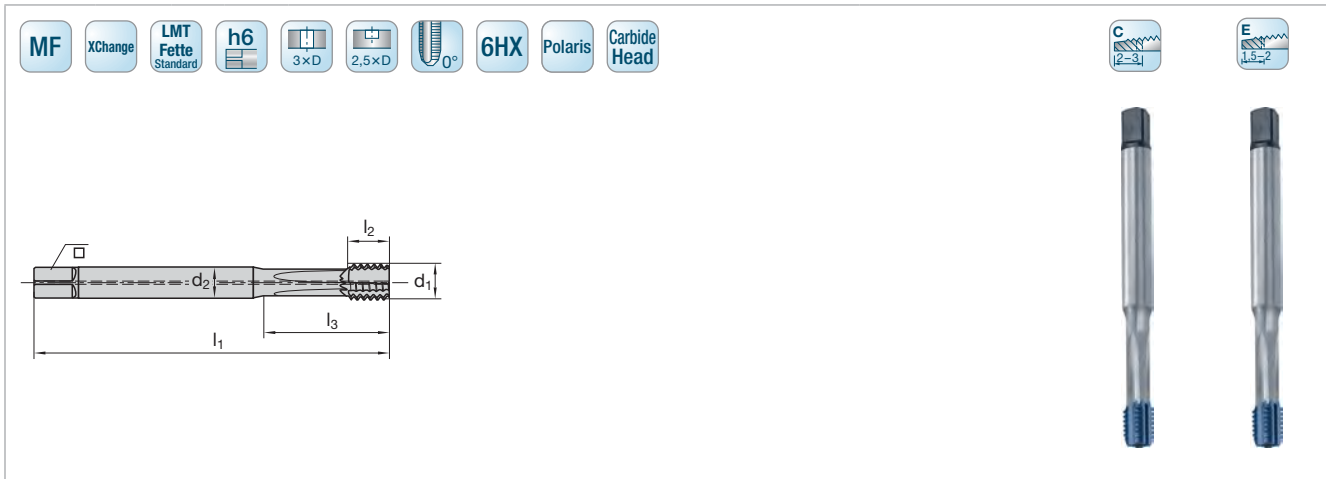 MF
XChange
LMT
Fette
Standard
h6
3×D
2,5×D
0°
6HX
Polaris
Carbide
Head
C
2–3
E
1,5–2
l2
d2
d1
l3
l1